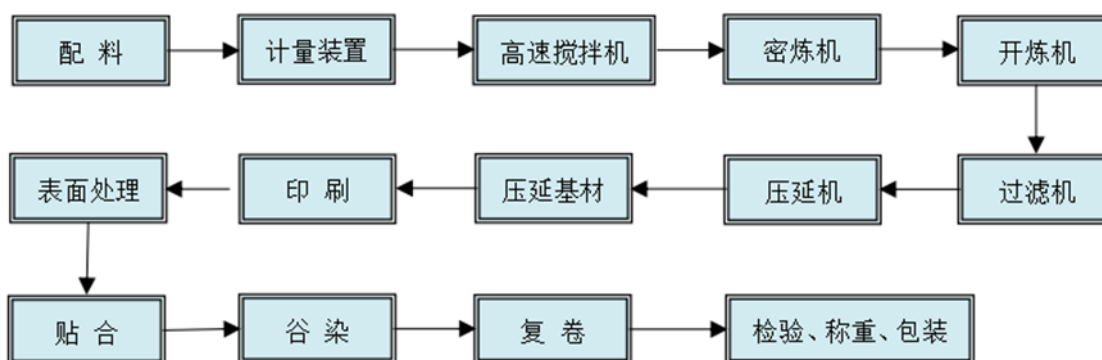 配 料
计量装置
高速搅拌机
密炼机
开炼机
过滤机
压延机
压延基材
印 刷
表面处理
贴 合
谷 染
复 卷
检验、称重、包装